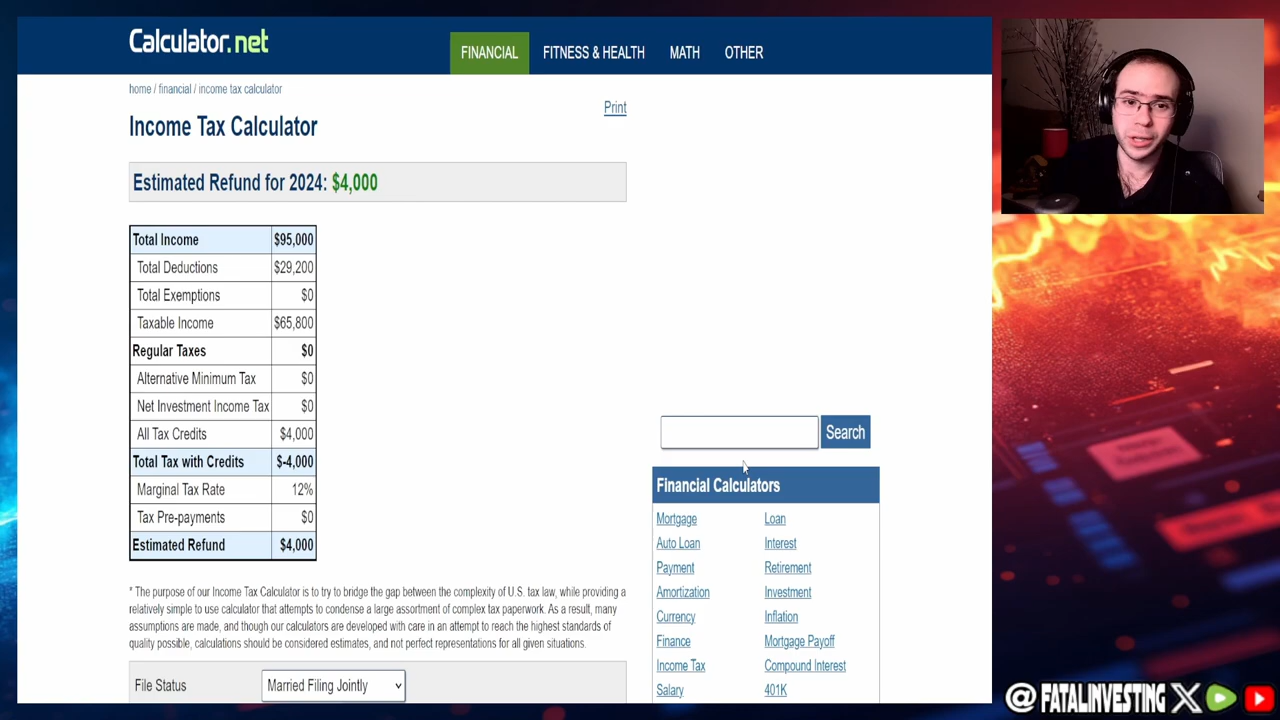 Calculator.net
FINANCIAL FITNESS & HEALTH MATH OTHER
home / financial / income tax calculator
Print
Income Tax Calculator
Estimated Refund for 2024: $4,000
Total Income $95,000
Total Deductions $29,200
Total Exemptions $0
Taxable Income $65,800
Regular Taxes $0
Alternative Minimum Tax $0
Net Investment Income Tax $0
All Tax Credits $4,000
Total Tax with Credits $-4,000
Marginal Tax Rate 12%
Tax Pre-payments $0
Estimated Refund $4,000
* The purpose of our Income Tax Calculator is to try to bridge the gap between the complexity of U.S. tax law, while providing a
relatively simple to use calculator that attempts to condense a large assortment of complex tax paperwork. As a result, many
assumptions are made, and though our calculators are developed with care in an attempt to reach the highest standards of
quality possible, calculations should be considered estimates, and not perfect representations for all given situations.
File Status Married Filing Jointly
Search
Financial Calculators
Mortgage Loan
Auto Loan Interest
Payment Retirement
Amortization Investment
Currency Inflation
Finance Mortgage Payoff
Income Tax Compound Interest
Salary 401K
@FATALINVESTING